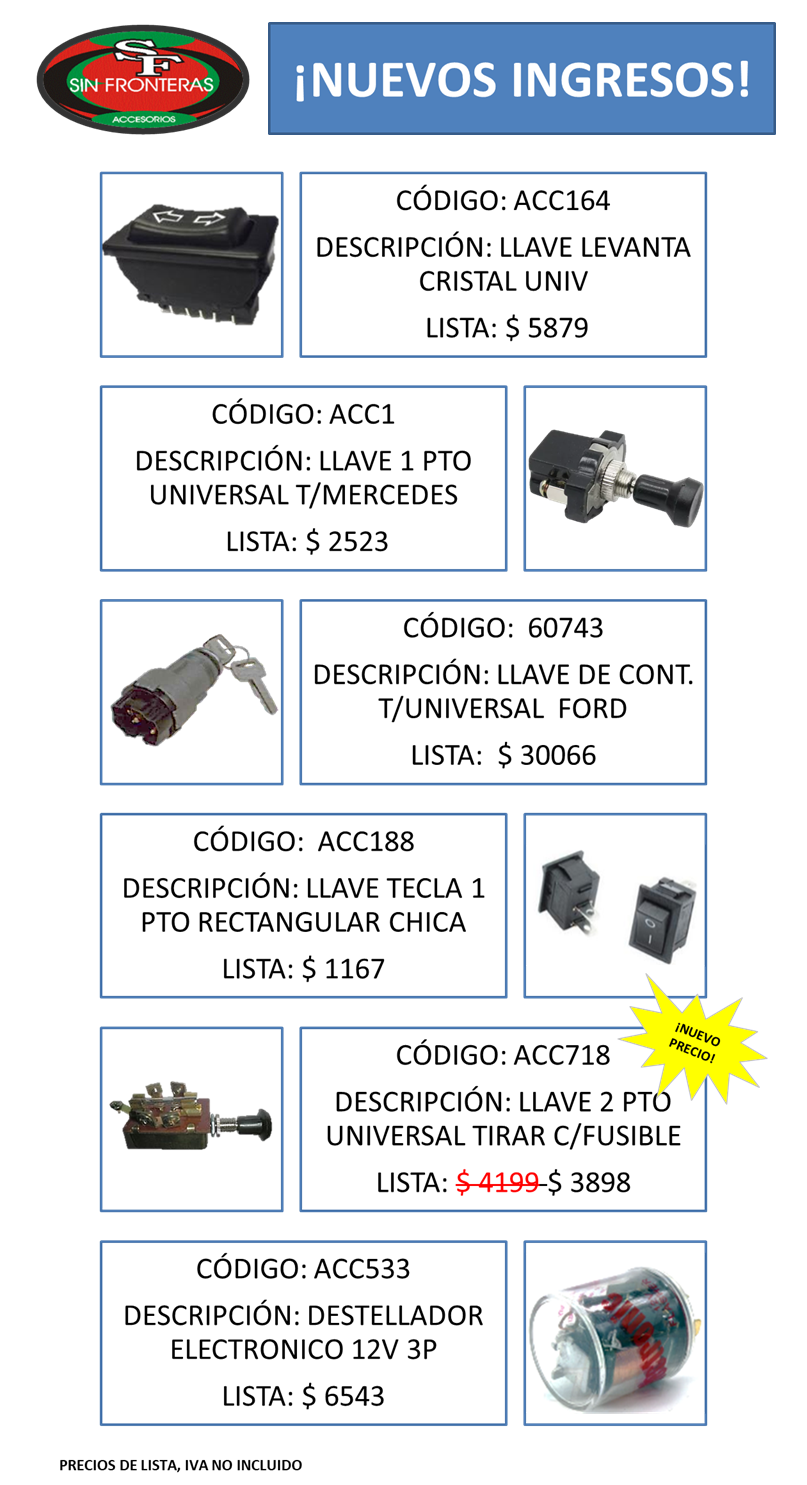 SF
SIN FRONTERAS
ACCESORIOS
¡NUEVOS INGRESOS!
CÓDIGO: ACC164
DESCRIPCIÓN: LLAVE LEVANTA
CRISTAL UNIV
LISTA: $ 5879
CÓDIGO: ACC1
DESCRIPCIÓN: LLAVE 1 PTO
UNIVERSAL T/MERCEDES
LISTA: $ 2523
CÓDIGO: 60743
DESCRIPCIÓN: LLAVE DE CONT.
T/UNIVERSAL FORD
LISTA: $ 30066
CÓDIGO: ACC188
DESCRIPCIÓN: LLAVE TECLA 1
PTO RECTANGULAR CHICA
LISTA: $ 1167
¡NUEVO
PRECIO!
CÓDIGO: ACC718
DESCRIPCIÓN: LLAVE 2 PTO
UNIVERSAL TIRAR C/FUSIBLE
LISTA: $ 4199 $ 3898
CÓDIGO: ACC533
DESCRIPCIÓN: DESTELLADOR
ELECTRONICO 12V 3P
LISTA: $ 6543
PRECIOS DE LISTA, IVA NO INCLUIDO